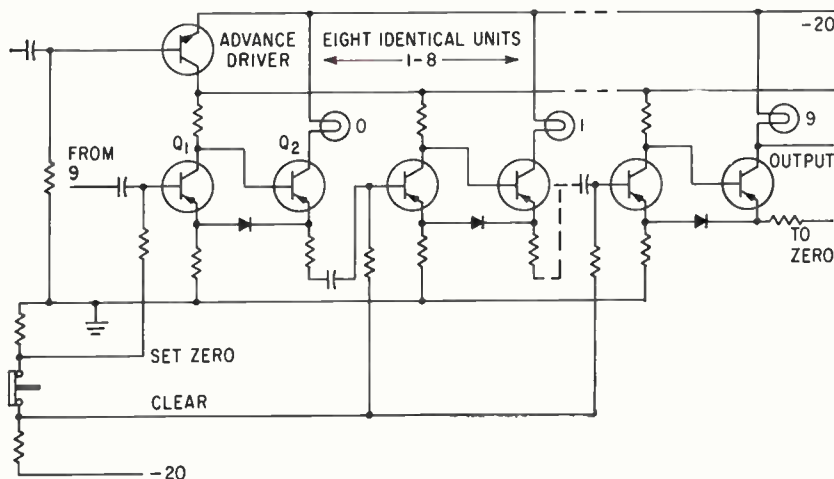 ADVANCE
DRIVER
EIGHT IDENTICAL UNITS
1-8
-20
Q1
Q2
0
1
9
FROM
9
OUTPUT
TO
ZERO
SET ZERO
CLEAR
-20